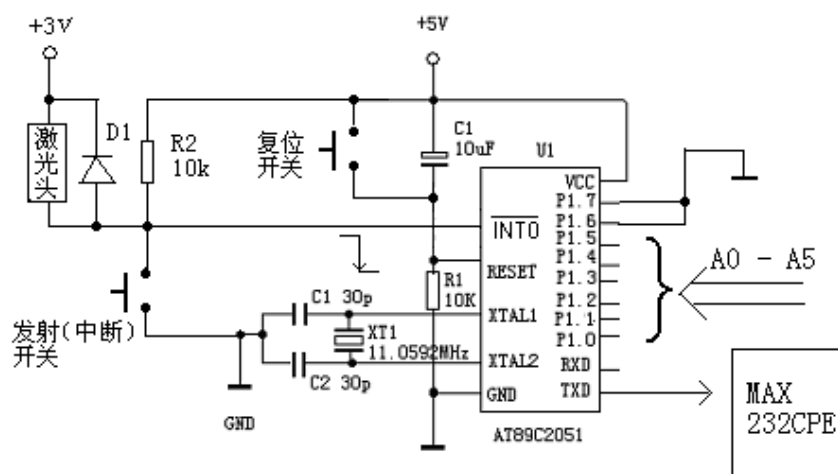 +3V
+5V
激光头
D1
R2
10k
复位
开关
C1
10uF
U1
VCC
P1.7
P1.6
P1.5
P1.4
P1.3
P1.2
P1.1
P1.0
RXD
TXD
INT0
RESET
XTAL1
XTAL2
GND
R1
10K
A0 - A5
发射(中断)
开关
C1 30p
XT1
11.0592MHz
C2 30p
GND
AT89C2051
MAX
232CPE